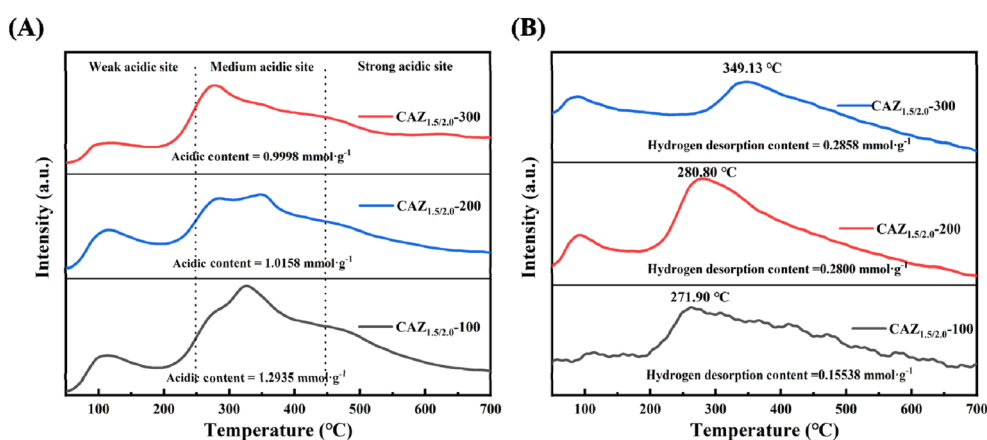 (A)
Weak acidic site Medium acidic site Strong acidic site
CAZ1.5/2.0-300
Acidic content = 0.9998 mmol·g-1
CAZ1.5/2.0-200
Acidic content = 1.0158 mmol·g-1
CAZ1.5/2.0-100
Acidic content = 1.2935 mmol·g-1
Intensity (a.u.)
100 200 300 400 500 600 700
Temperature (℃)
(B)
349.13 ℃
CAZ1.5/2.0-300
Hydrogen desorption content = 0.2858 mmol·g-1
280.80 ℃
CAZ1.5/2.0-200
Hydrogen desorption content =0.2800 mmol·g-1
271.90 ℃
CAZ1.5/2.0-100
Hydrogen desorption content =0.15538 mmol·g-1
Intensity (a.u.)
100 200 300 400 500 600 700
Temperature (℃)